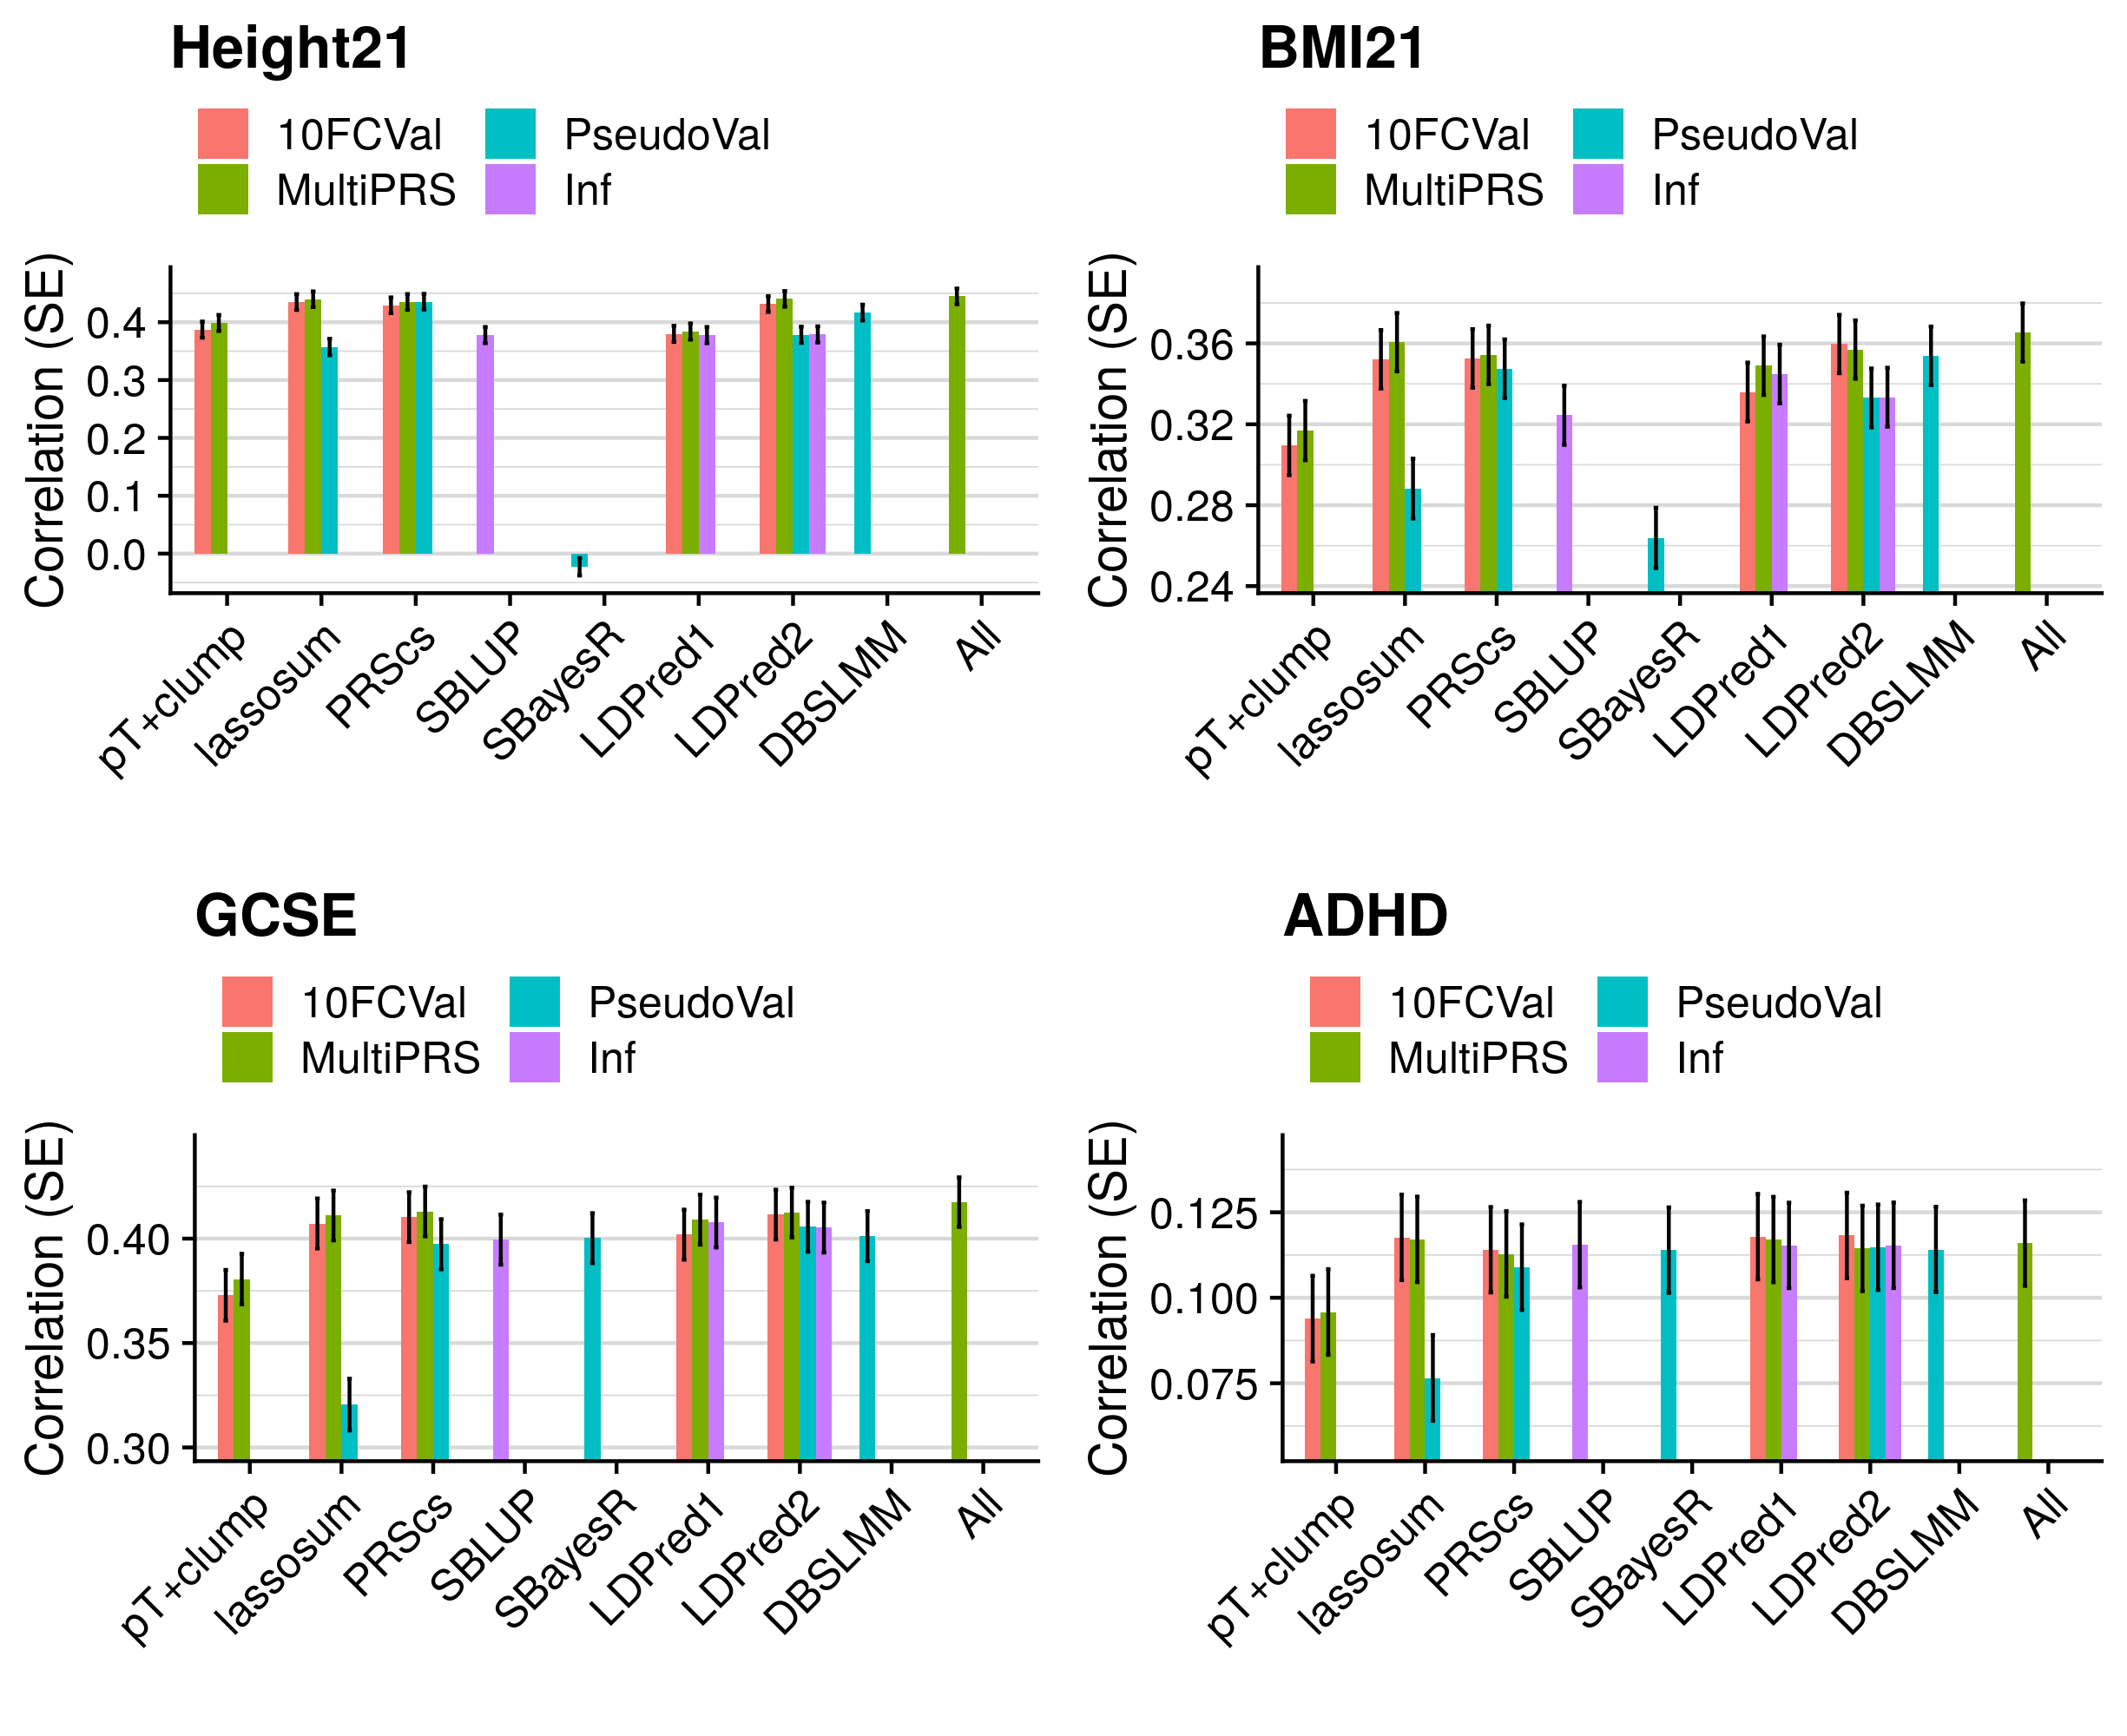 Height21
10FCVal PseudoVal
MultiPRS Inf
Correlation (SE)
0.4
0.3
0.2
0.1
0.0
pT+clump lassosum PRScs SBLUP SBayesR LDPred1 LDPred2 DBSLMM All
BMI21
10FCVal PseudoVal
MultiPRS Inf
Correlation (SE)
0.36
0.32
0.28
0.24
pT+clump lassosum PRScs SBLUP SBayesR LDPred1 LDPred2 DBSLMM All
GCSE
10FCVal PseudoVal
MultiPRS Inf
Correlation (SE)
0.40
0.35
0.30
pT+clump lassosum PRScs SBLUP SBayesR LDPred1 LDPred2 DBSLMM All
ADHD
10FCVal PseudoVal
MultiPRS Inf
Correlation (SE)
0.125
0.100
0.075
pT+clump lassosum PRScs SBLUP SBayesR LDPred1 LDPred2 DBSLMM All